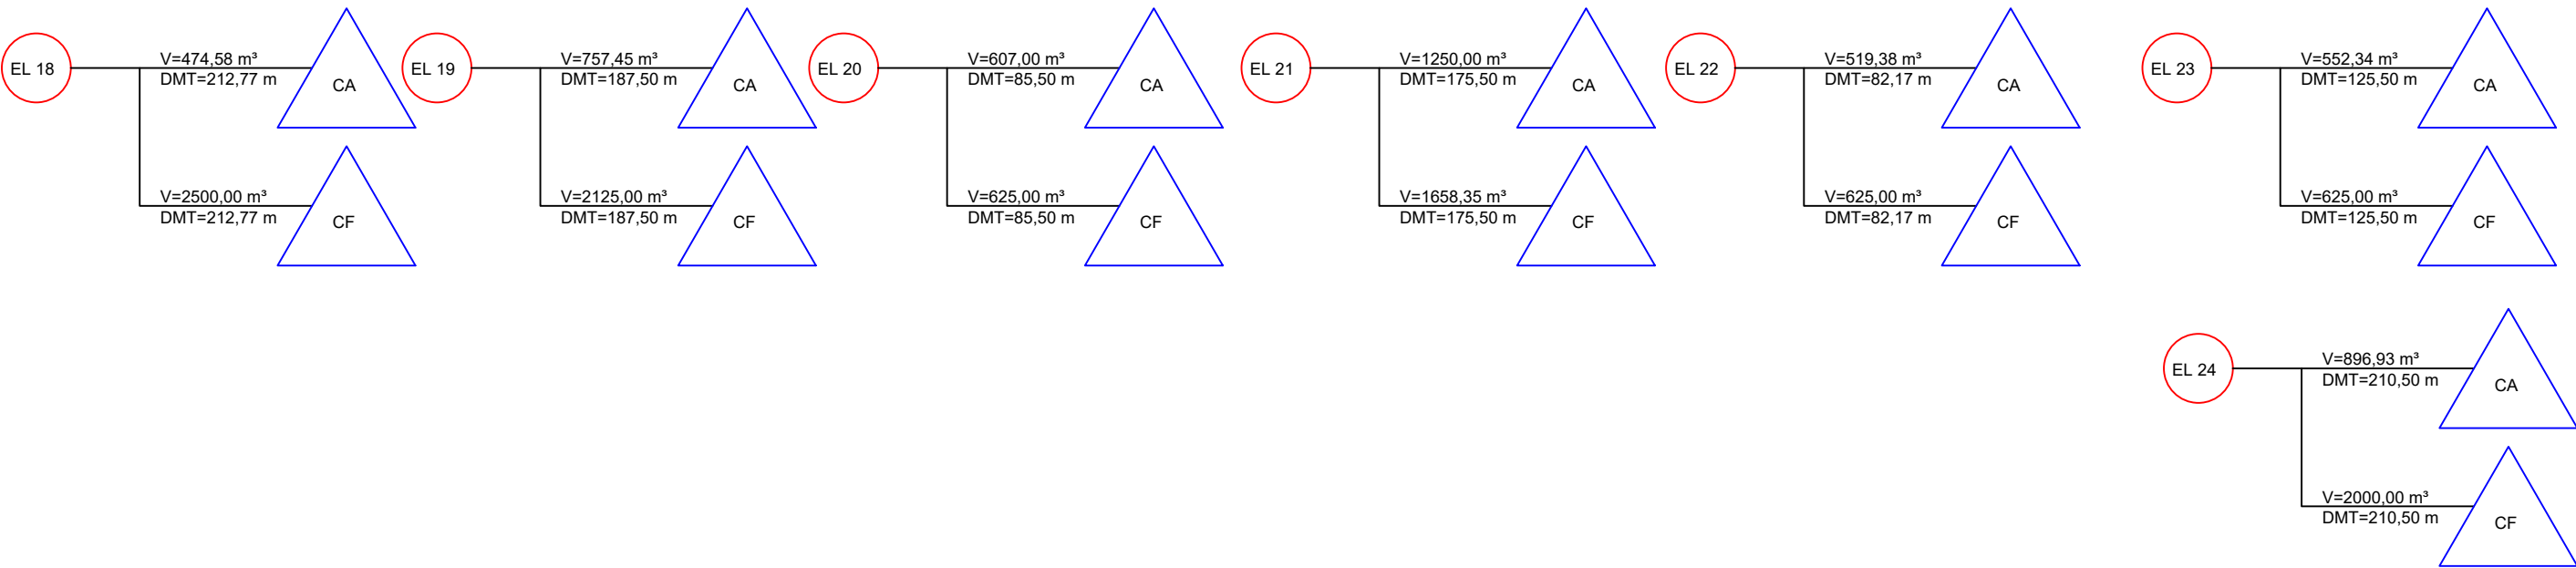 EL 18
V=474,58 m³
DMT=212,77 m
CA
V=2500,00 m³
DMT=212,77 m
CF
EL 19
V=757,45 m³
DMT=187,50 m
CA
V=2125,00 m³
DMT=187,50 m
CF
EL 20
V=607,00 m³
DMT=85,50 m
CA
V=625,00 m³
DMT=85,50 m
CF
EL 21
V=1250,00 m³
DMT=175,50 m
CA
V=1658,35 m³
DMT=175,50 m
CF
EL 22
V=519,38 m³
DMT=82,17 m
CA
V=625,00 m³
DMT=82,17 m
CF
EL 23
V=552,34 m³
DMT=125,50 m
CA
V=625,00 m³
DMT=125,50 m
CF
EL 24
V=896,93 m³
DMT=210,50 m
CA
V=2000,00 m³
DMT=210,50 m
CF